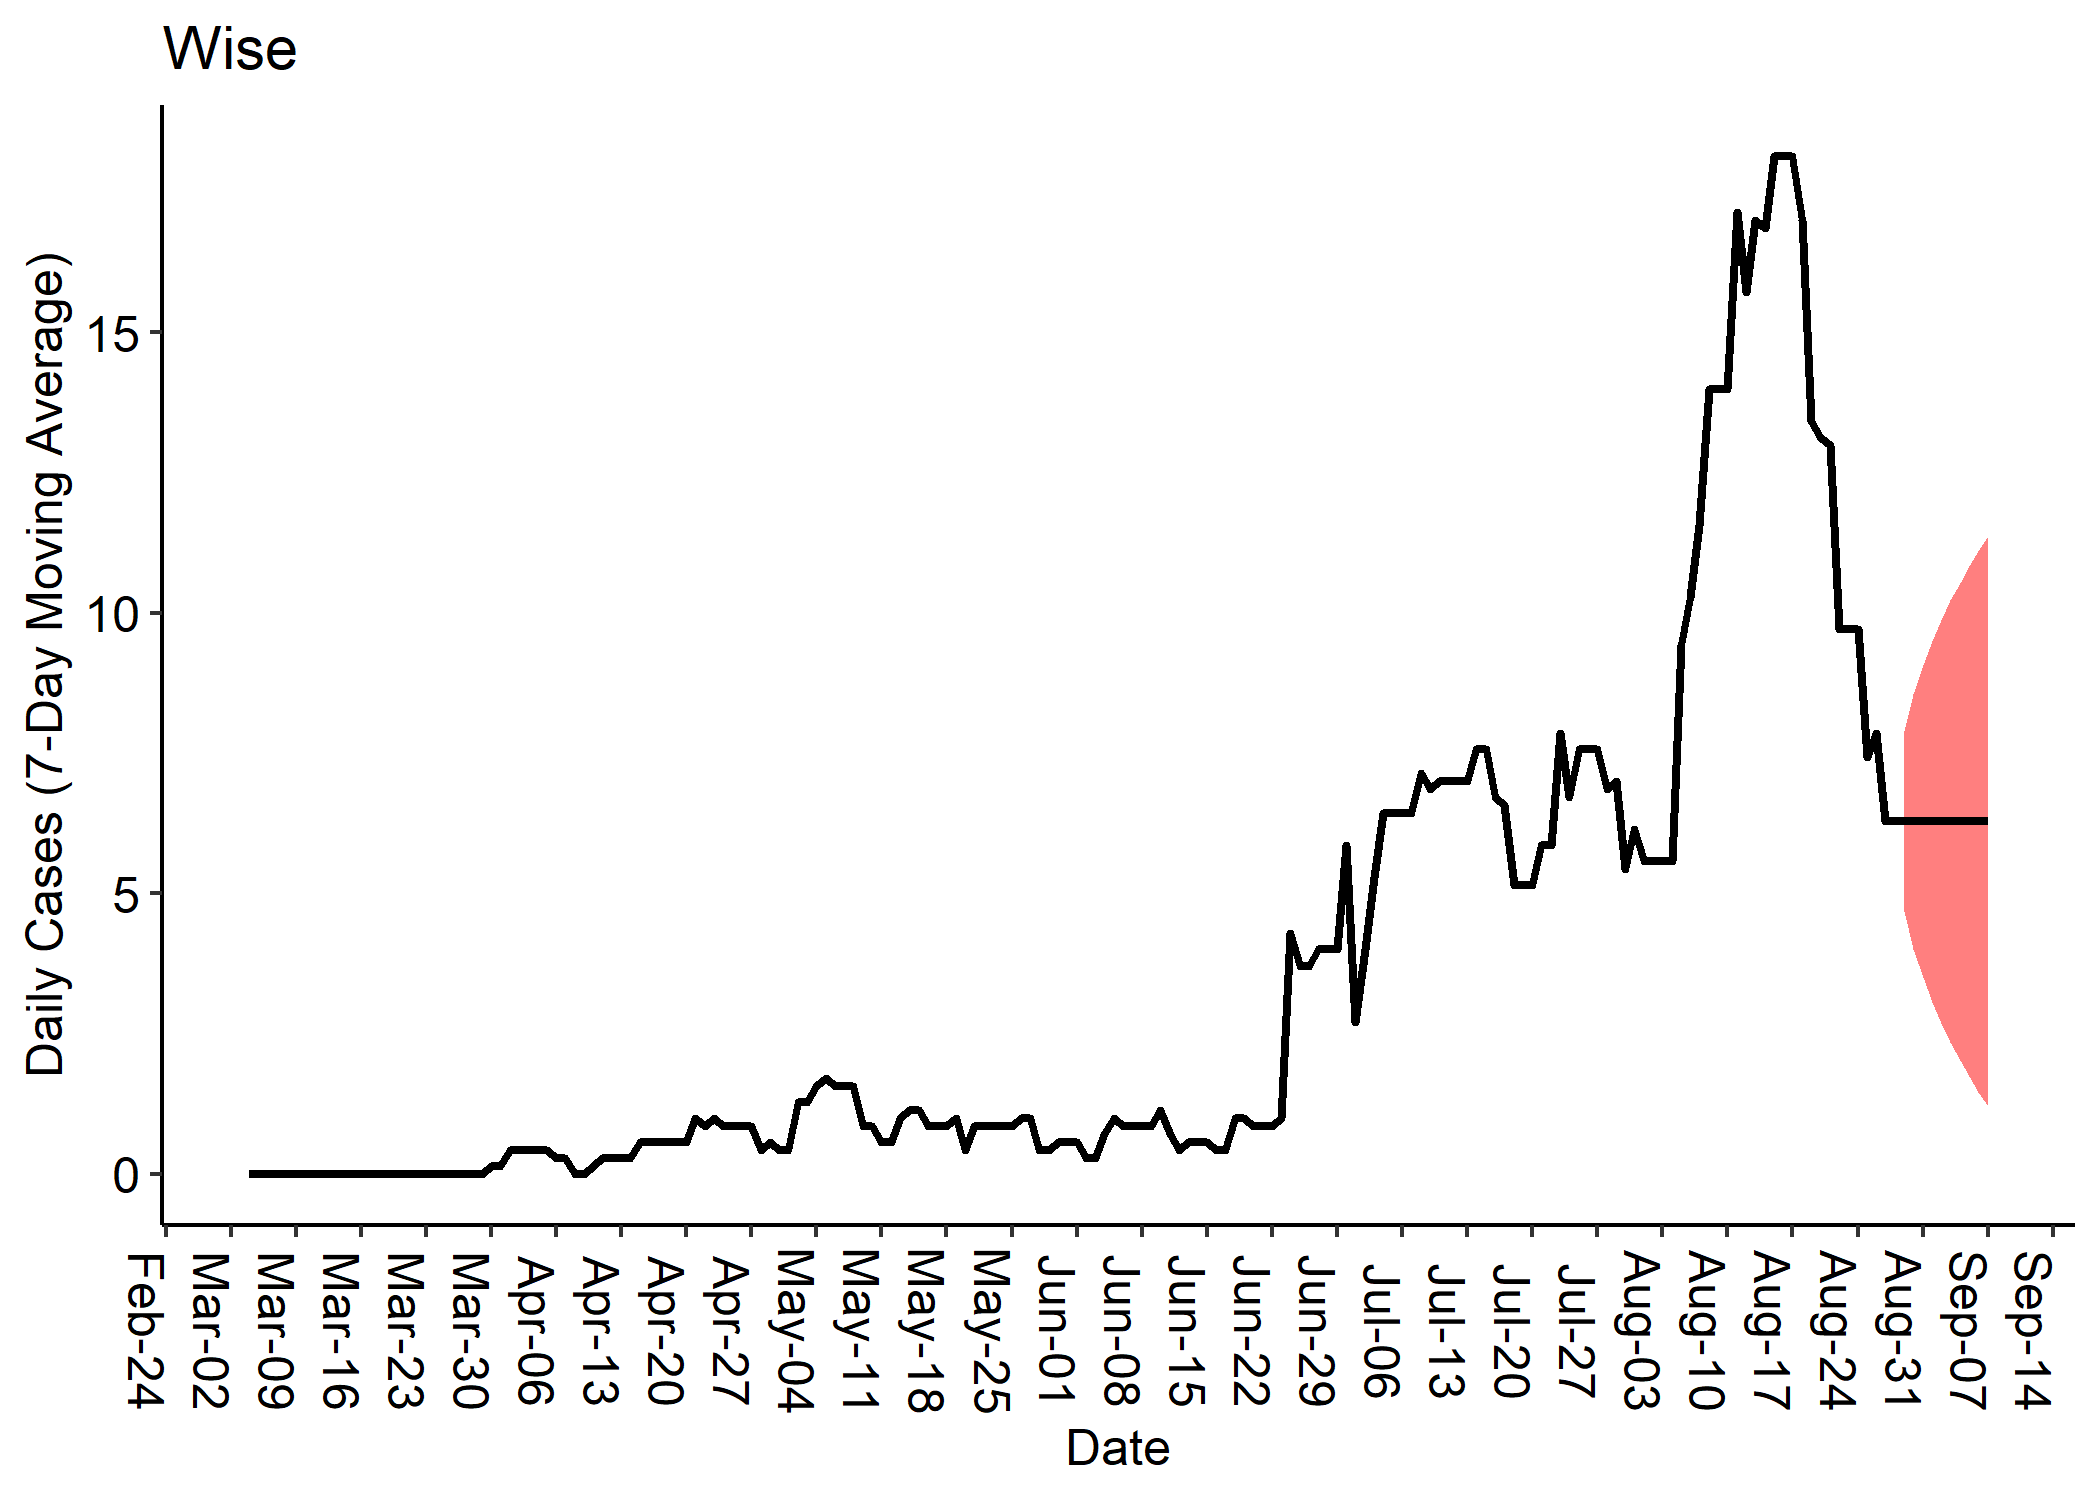 Wise
Daily Cases (7-Day Moving Average)
15
10
5
0
Feb-24
Mar-02
Mar-09
Mar-16
Mar-23
Mar-30
Apr-06
Apr-13
Apr-20
Apr-27
May-04
May-11
May-18
May-25
Jun-01
Jun-08
Jun-15
Jun-22
Jun-29
Jul-06
Jul-13
Jul-20
Jul-27
Aug-03
Aug-10
Aug-17
Aug-24
Aug-31
Sep-07
Sep-14
Date